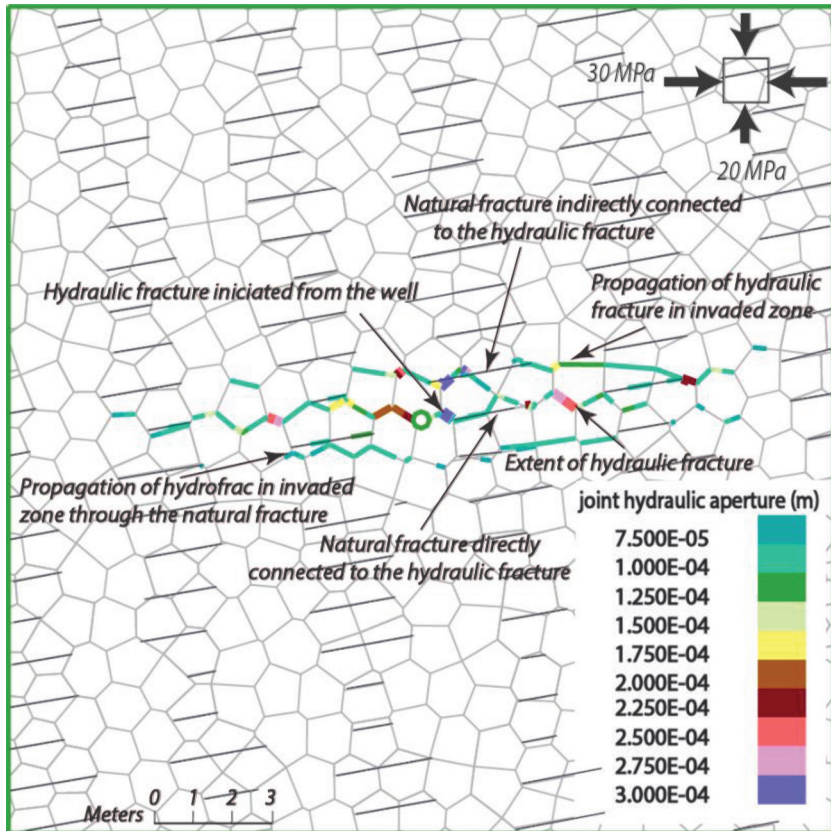 30 MPa
20 MPa
Natural fracture indirectly connected
to the hydraulic fracture
Hydraulic fracture iniciated from the well
Propagation of hydraulic
fracture in invaded zone
Extent of hydraulic fracture
Propagation of hydrofrac in invaded
zone through the natural fracture
Natural fracture directly
connected to the hydraulic fracture
joint hydraulic aperture (m)
7.500E-05
1.000E-04
1.250E-04
1.500E-04
1.750E-04
2.000E-04
2.250E-04
2.500E-04
2.750E-04
3.000E-04
0 1 2 3
Meters